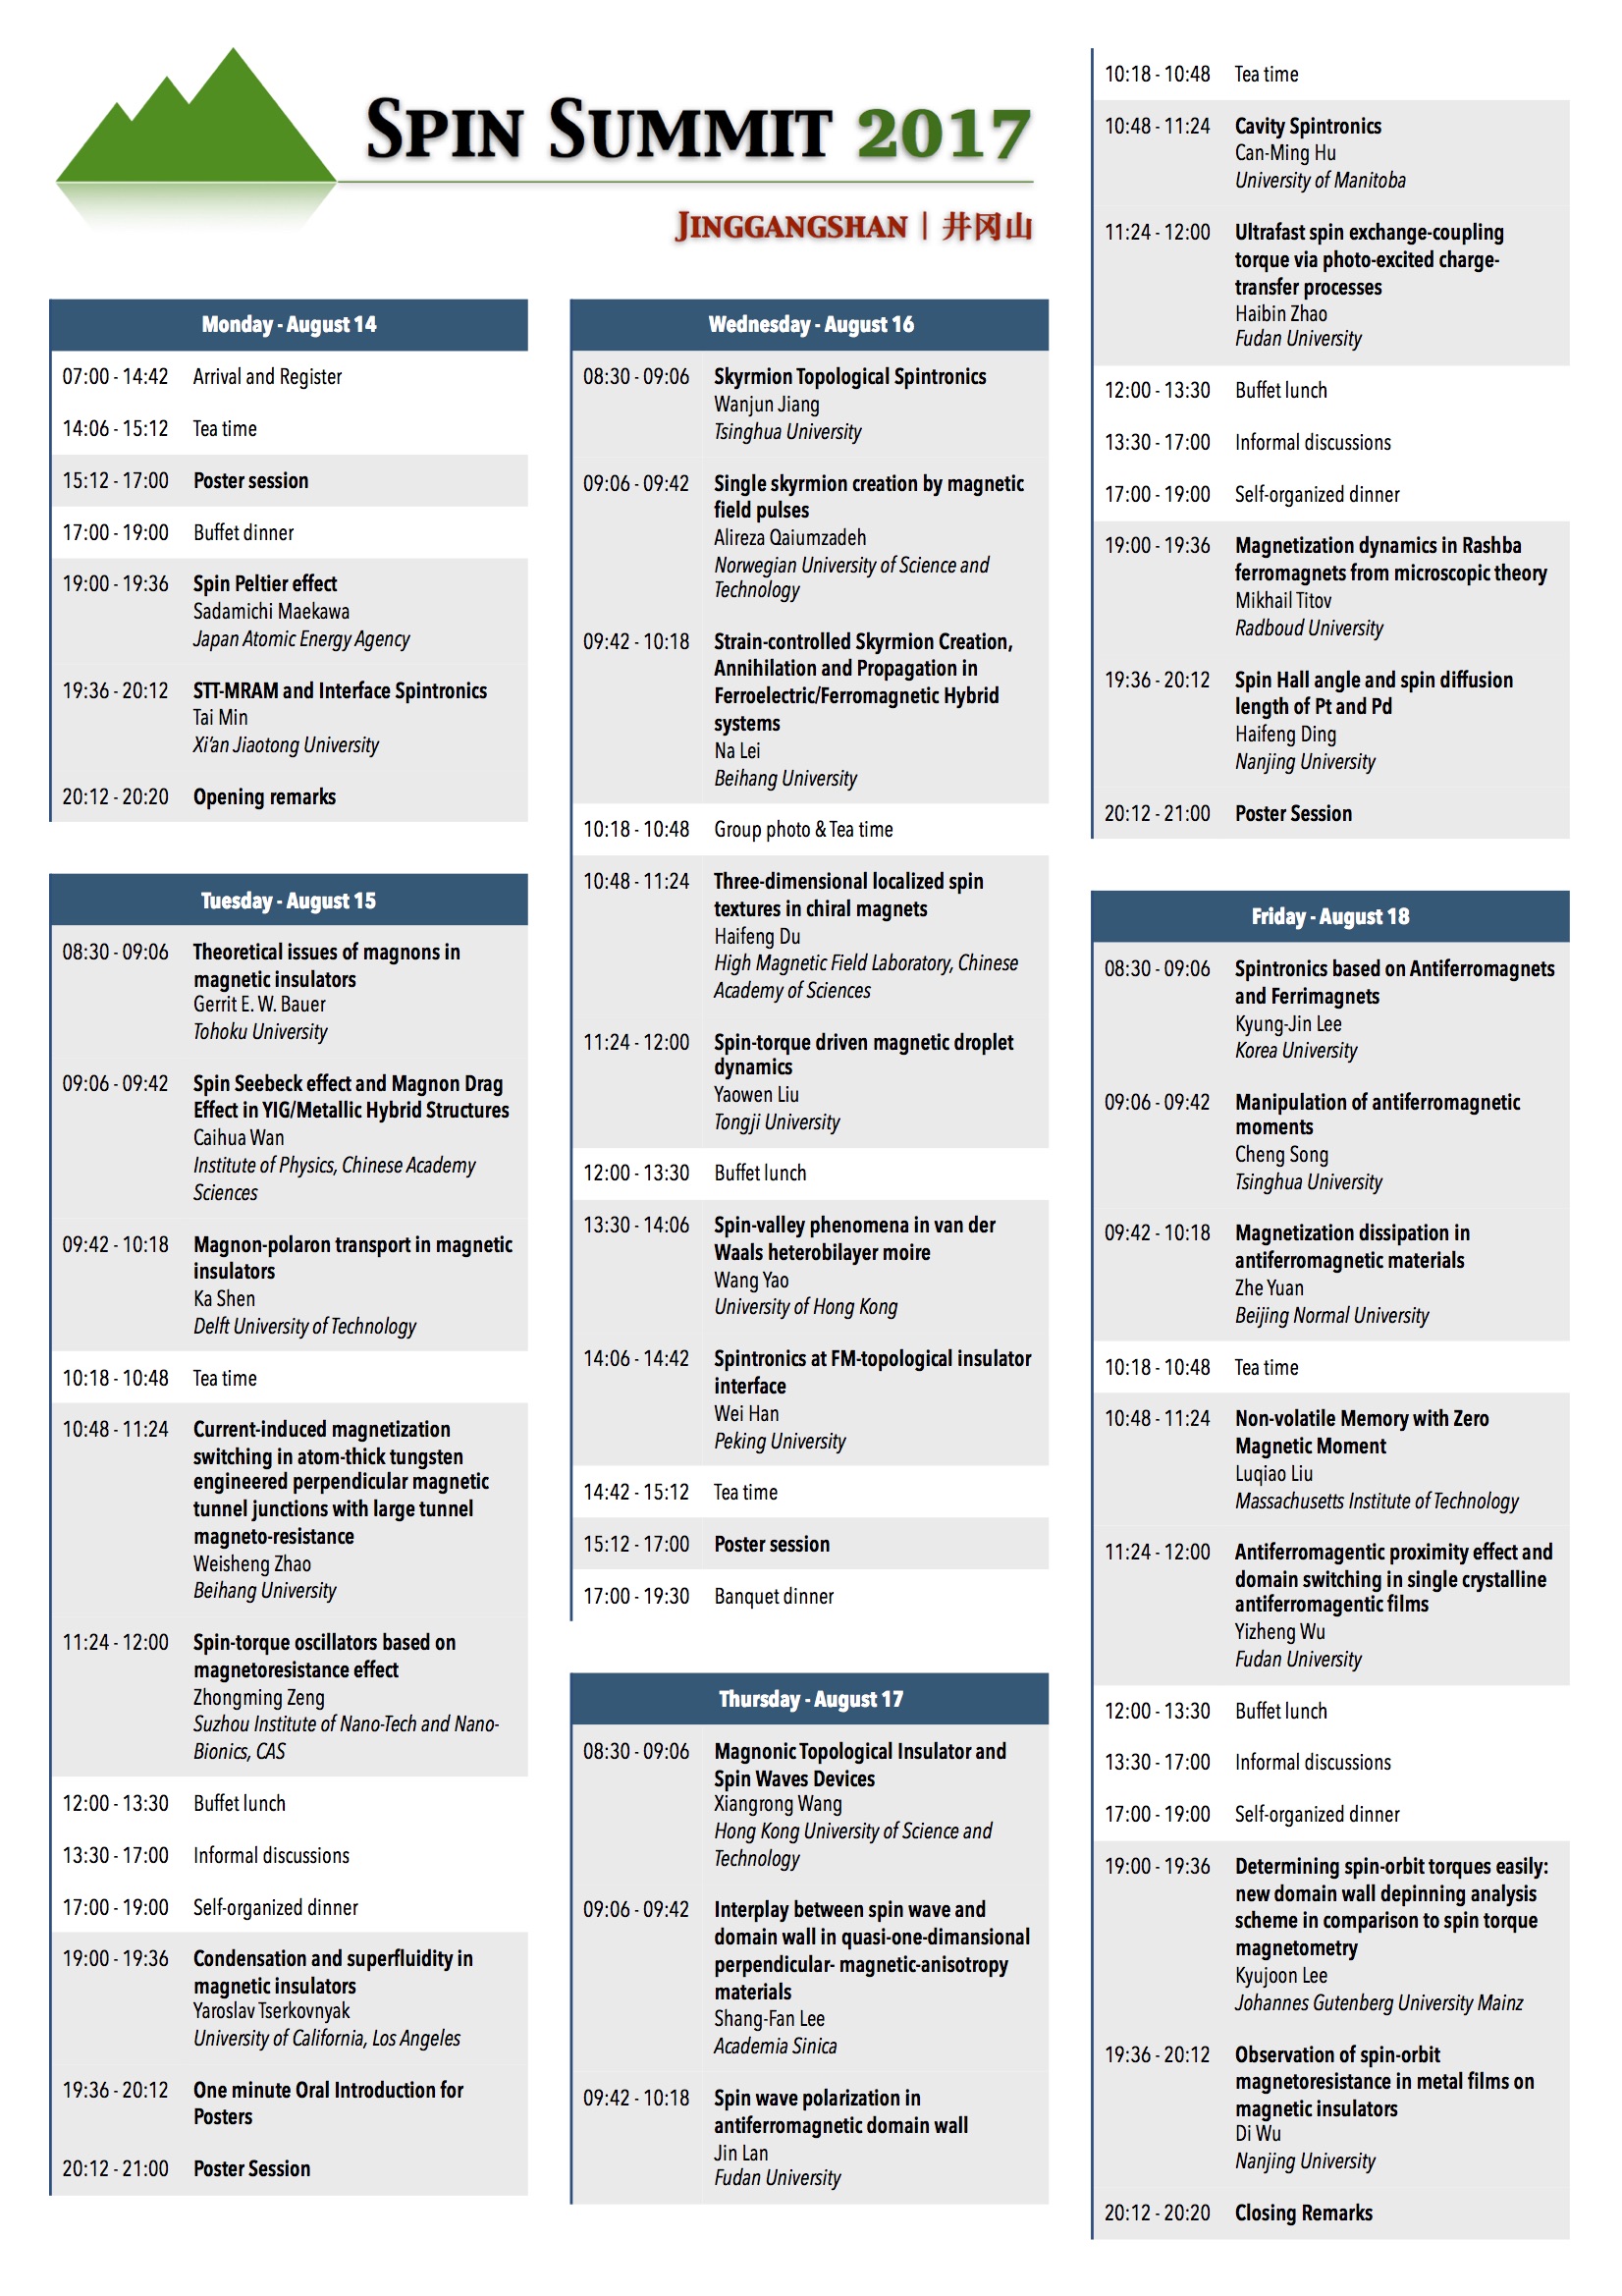 SPIN SUMMIT 2017
JINGGANGSHAN | 井冈山
Monday - August 14
07:00 - 14:42 Arrival and Register
14:06 - 15:12 Tea time
15:12 - 17:00 Poster session
17:00 - 19:00 Buffet dinner
19:00 - 19:36 Spin Peltier effect
Sadamichi Maekawa
Japan Atomic Energy Agency
19:36 - 20:12 STT-MRAM and Interface Spintronics
Tai Min
Xi'an Jiaotong University
20:12 - 20:20 Opening remarks
Tuesday - August 15
08:30 - 09:06 Theoretical issues of magnons in
magnetic insulators
Gerrit E. W. Bauer
Tohoku University
09:06 - 09:42 Spin Seebeck effect and Magnon Drag
Effect in YIG/Metallic Hybrid Structures
Caihua Wan
Institute of Physics, Chinese Academy
Sciences
09:42 - 10:18 Magnon-polaron transport in magnetic
insulators
Ka Shen
Delft University of Technology
10:18 - 10:48 Tea time
10:48 - 11:24 Current-induced magnetization
switching in atom-thick tungsten
engineered perpendicular magnetic
tunnel junctions with large tunnel
magneto-resistance
Weisheng Zhao
Beihang University
11:24 - 12:00 Spin-torque oscillators based on
magnetoresistance effect
Zhongming Zeng
Suzhou Institute of Nano-Tech and Nano-
Bionics, CAS
12:00 - 13:30 Buffet lunch
13:30 - 17:00 Informal discussions
17:00 - 19:00 Self-organized dinner
19:00 - 19:36 Condensation and superfluidity in
magnetic insulators
Yaroslav Tserkovnyak
University of California, Los Angeles
19:36 - 20:12 One minute Oral Introduction for
Posters
20:12 - 21:00 Poster Session
Wednesday - August 16
08:30 - 09:06 Skyrmion Topological Spintronics
Wanjun Jiang
Tsinghua University
09:06 - 09:42 Single skyrmion creation by magnetic
field pulses
Alireza Qaiumzadeh
Norwegian University of Science and
Technology
09:42 - 10:18 Strain-controlled Skyrmion Creation,
Annihilation and Propagation in
Ferroelectric/Ferromagnetic Hybrid
systems
Na Lei
Beihang University
10:18 - 10:48 Group photo & Tea time
10:48 - 11:24 Three-dimensional localized spin
textures in chiral magnets
Haifeng Du
High Magnetic Field Laboratory, Chinese
Academy of Sciences
11:24 - 12:00 Spin-torque driven magnetic droplet
dynamics
Yaowen Liu
Tongji University
12:00 - 13:30 Buffet lunch
13:30 - 14:06 Spin-valley phenomena in van der
Waals heterobilayer moire
Wang Yao
University of Hong Kong
14:06 - 14:42 Spintronics at FM-topological insulator
interface
Wei Han
Peking University
14:42 - 15:12 Tea time
15:12 - 17:00 Poster session
17:00 - 19:30 Banquet dinner
Thursday - August 17
08:30 - 09:06 Magnonic Topological Insulator and
Spin Waves Devices
Xiangrong Wang
Hong Kong University of Science and
Technology
09:06 - 09:42 Interplay between spin wave and
domain wall in quasi-one-dimansional
perpendicular- magnetic-anisotropy
materials
Shang-Fan Lee
Academia Sinica
09:42 - 10:18 Spin wave polarization in
antiferromagnetic domain wall
Jin Lan
Fudan University
10:18 - 10:48 Tea time
10:48 - 11:24 Cavity Spintronics
Can-Ming Hu
University of Manitoba
11:24 - 12:00 Ultrafast spin exchange-coupling
torque via photo-excited charge-
transfer processes
Haibin Zhao
Fudan University
12:00 - 13:30 Buffet lunch
13:30 - 17:00 Informal discussions
17:00 - 19:00 Self-organized dinner
19:00 - 19:36 Magnetization dynamics in Rashba
ferromagnets from microscopic theory
Mikhail Titov
Radboud University
19:36 - 20:12 Spin Hall angle and spin diffusion
length of Pt and Pd
Haifeng Ding
Nanjing University
20:12 - 21:00 Poster Session
Friday - August 18
08:30 - 09:06 Spintronics based on Antiferromagnets
and Ferrimagnets
Kyung-Jin Lee
Korea University
09:06 - 09:42 Manipulation of antiferromagnetic
moments
Cheng Song
Tsinghua University
09:42 - 10:18 Magnetization dissipation in
antiferromagnetic materials
Zhe Yuan
Beijing Normal University
10:18 - 10:48 Tea time
10:48 - 11:24 Non-volatile Memory with Zero
Magnetic Moment
Luqiao Liu
Massachusetts Institute of Technology
11:24 - 12:00 Antiferromagentic proximity effect and
domain switching in single crystalline
antiferromagentic films
Yizheng Wu
Fudan University
12:00 - 13:30 Buffet lunch
13:30 - 17:00 Informal discussions
17:00 - 19:00 Self-organized dinner
19:00 - 19:36 Determining spin-orbit torques easily:
new domain wall depinning analysis
scheme in comparison to spin torque
magnetometry
Kyujoon Lee
Johannes Gutenberg University Mainz
19:36 - 20:12 Observation of spin-orbit
magnetoresistance in metal films on
magnetic insulators
Di Wu
Nanjing University
20:12 - 20:20 Closing Remarks